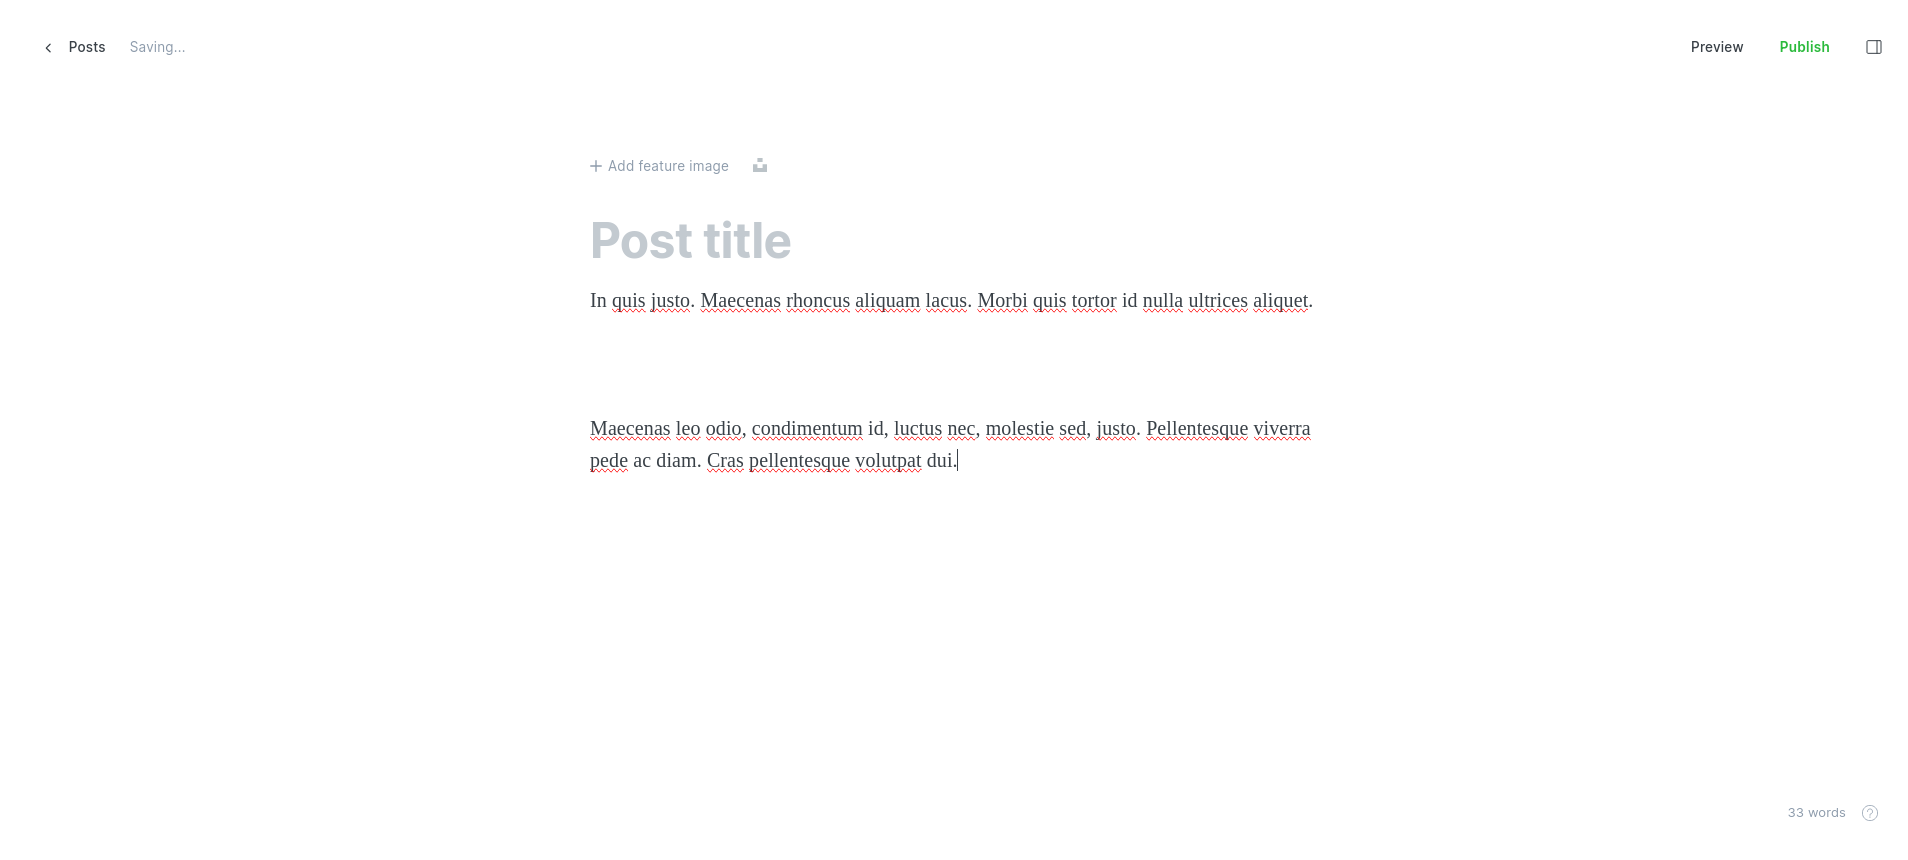 Posts Saving... Preview Publish
Add feature image
Post title
In quis justo. Maecenas rhoncus aliquam lacus. Morbi quis tortor id nulla ultrices aliquet.
Maecenas leo odio, condimentum id, luctus nec, molestie sed, justo. Pellentesque viverra
pede ac diam. Cras pellentesque volutpat dui.
33 words ?